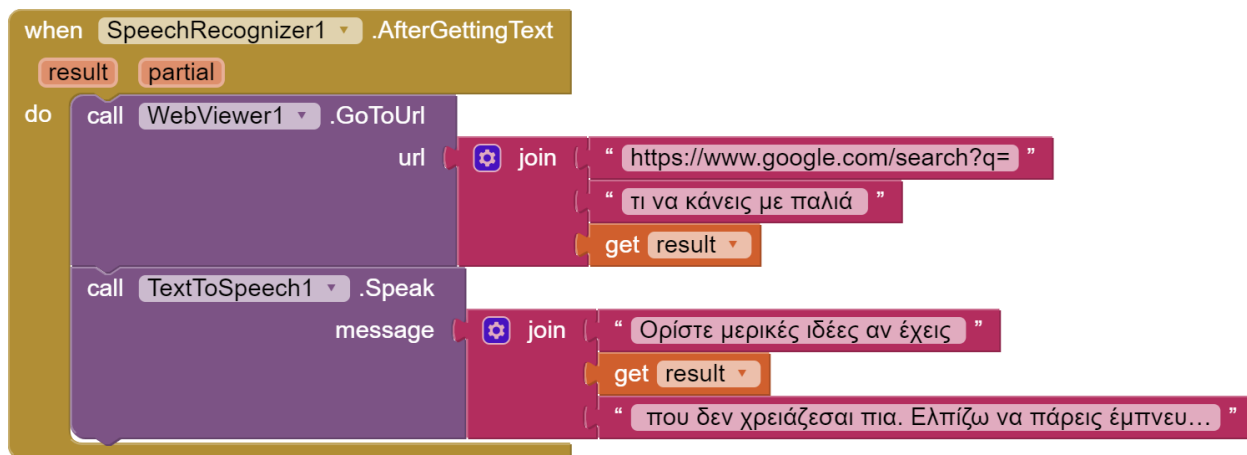 when SpeechRecognizer1 .AfterGettingText
result partial
do call WebViewer1 .GoToUrl
url join “ https://www.google.com/search?q= ”
“ τι να κάνεις με παλιά ”
get result
call TextToSpeech1 .Speak
message join “ Ορίστε μερικές ιδέες αν έχεις ”
get result
“ που δεν χρειάζεσαι πια. Ελπίζω να πάρεις έμπνευ… ”